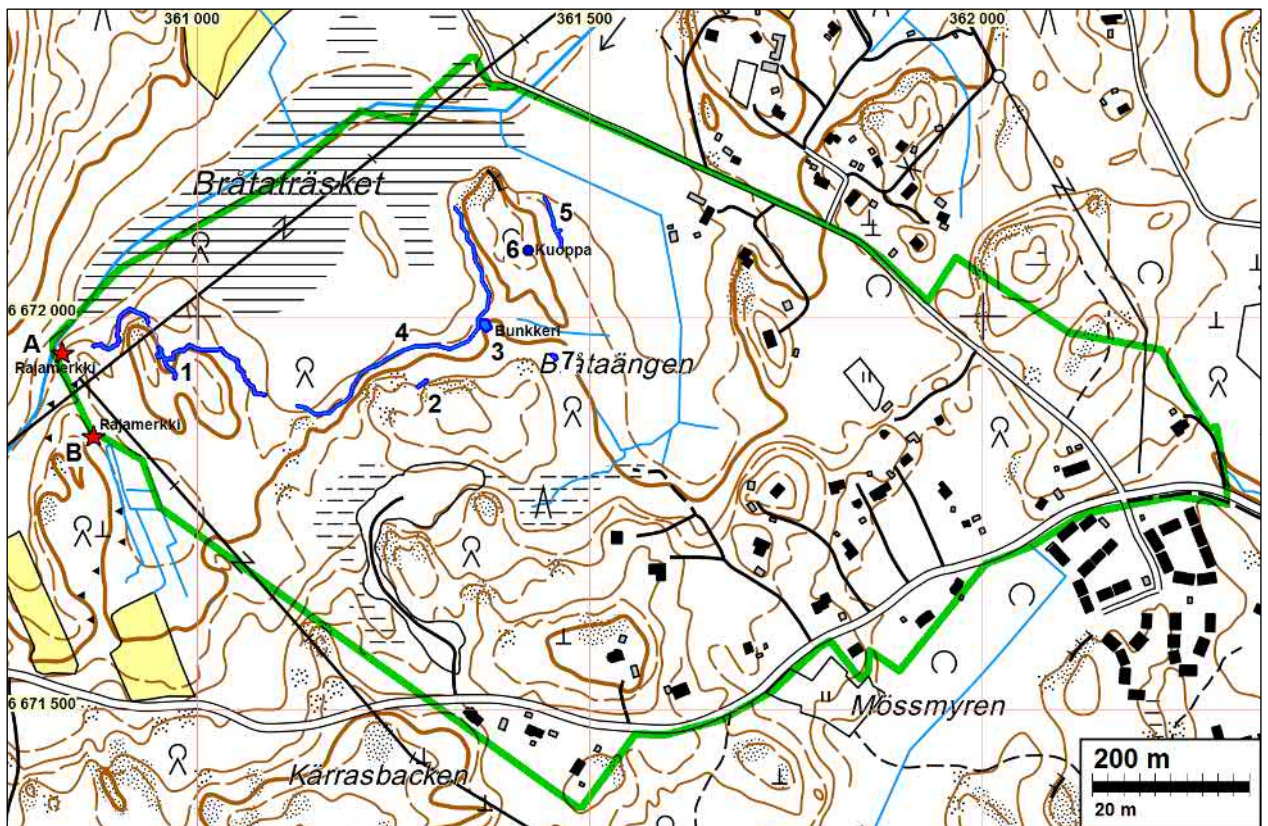 361 000
361 500
362 000
Bråtaträsket
5
6
Kuoppa
6 672 000
A
Rajamerkki
4
Bunkkeri
3
Bråtaängen
7
1
2
Rajamerkki
B
6 671 500
Mössmyren
Kärrasbacken
200 m
20 m